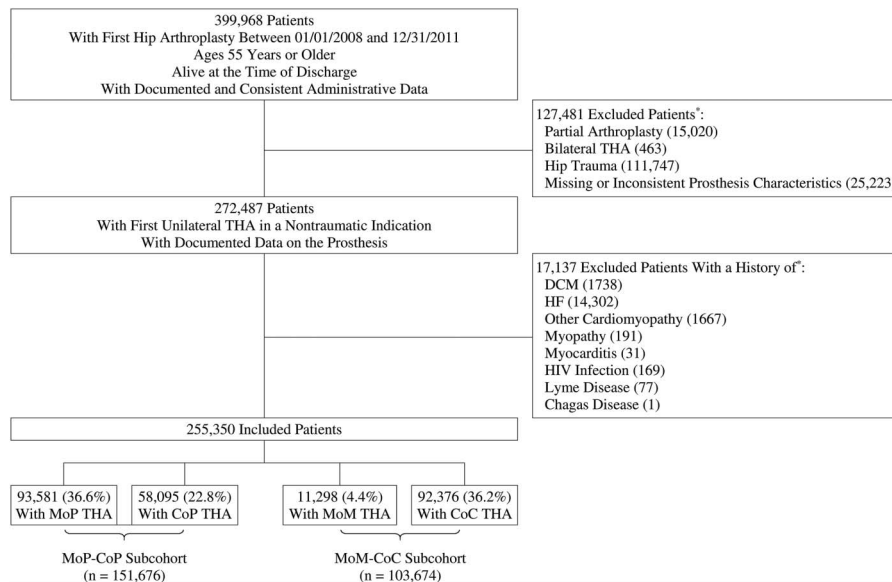 399,968 Patients
With First Hip Arthroplasty Between 01/01/2008 and 12/31/2011
Ages 55 Years or Older
Alive at the Time of Discharge
With Documented and Consistent Administrative Data
127,481 Excluded Patients*:
Partial Arthroplasty (15,020)
Bilateral THA (463)
Hip Trauma (111,747)
Missing or Inconsistent Prosthesis Characteristics (25,223
272,487 Patients
With First Unilateral THA in a Nontraumatic Indication
With Documented Data on the Prosthesis
17,137 Excluded Patients With a History of*:
DCM (1738)
HF (14,302)
Other Cardiomyopathy (1667)
Myopathy (191)
Myocarditis (31)
HIV Infection (169)
Lyme Disease (77)
Chagas Disease (1)
255,350 Included Patients
93,581 (36.6%)
With MoP THA
58,095 (22.8%)
With CoP THA
11,298 (4.4%)
With MoM THA
92,376 (36.2%)
With CoC THA
MoP-CoP Subcohort
(n = 151,676)
MoM-CoC Subcohort
(n = 103,674)